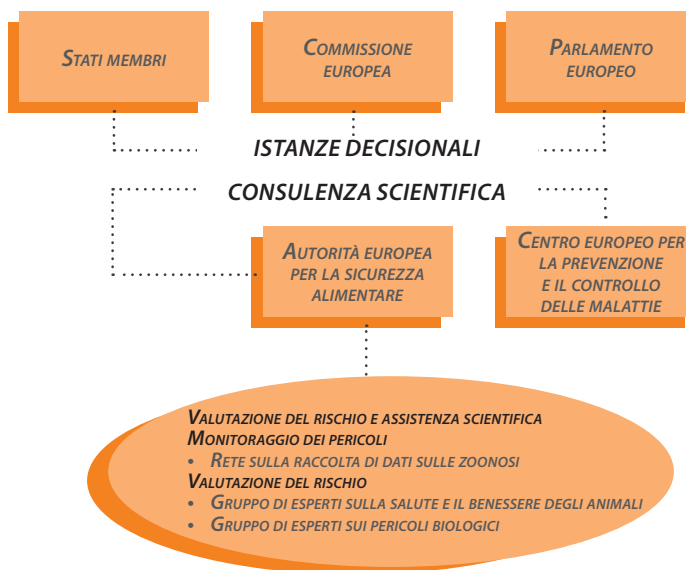 STATI MEMBRI
COMMISSIONE
EUROPEA
PARLAMENTO
EUROPEO
ISTANZE DECISIONALI
CONSULENZA SCIENTIFICA
AUTORITÀ EUROPEA
PER LA SICUREZZA
ALIMENTARE
CENTRO EUROPEO PER
LA PREVENZIONE
E IL CONTROLLO
DELLE MALATTIE
VALUTAZIONE DEL RISCHIO E ASSISTENZA SCIENTIFICA
MONITORAGGIO DEI PERICOLI
• RETE SULLA RACCOLTA DI DATI SULLE ZOONOSI
VALUTAZIONE DEL RISCHIO
• GRUPPO DI ESPERTI SULLA SALUTE E IL BENESSERE DEGLI ANIMALI
• GRUPPO DI ESPERTI SUI PERICOLI BIOLOGICI